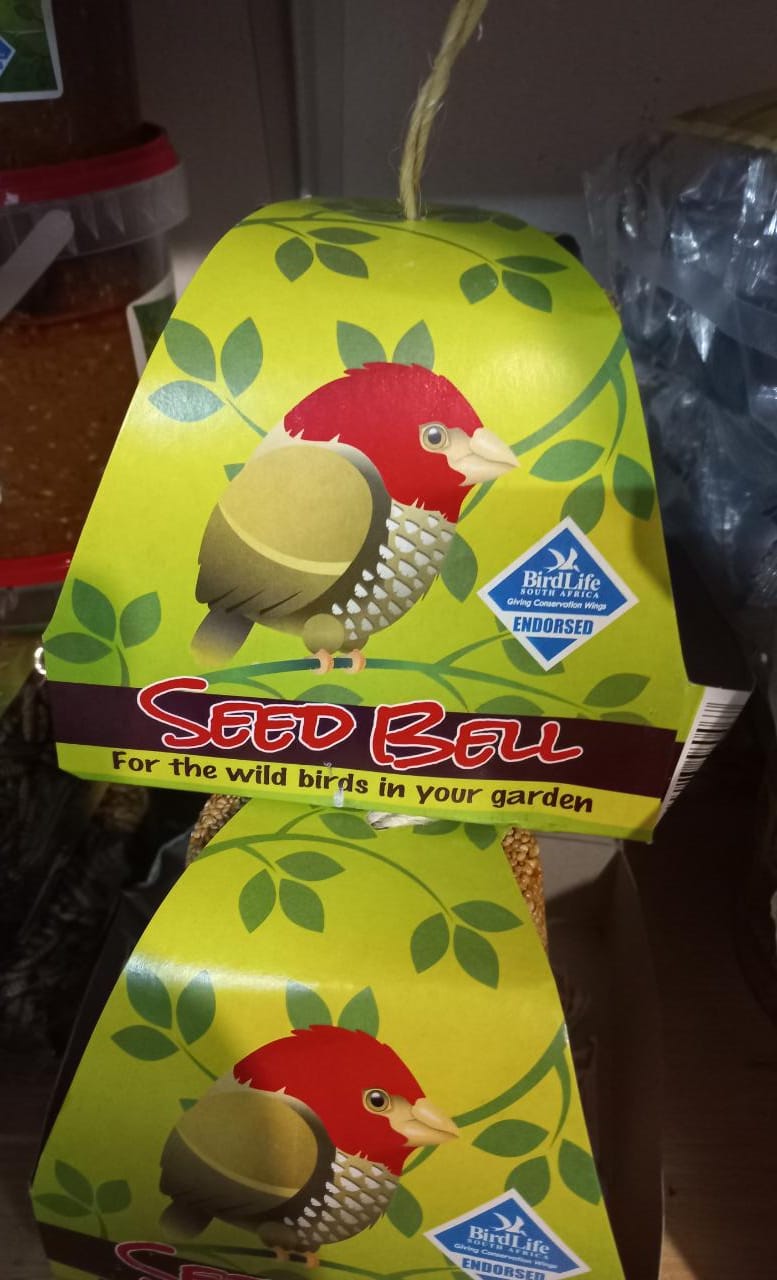 BirdLife
SOUTH AFRICA
Giving Conservation Wings
ENDORSED
SEED BELL
For the wild birds in your garden
BirdLife
SOUTH AFRICA
Giving Conservation Wings
ENDORSED
SEE